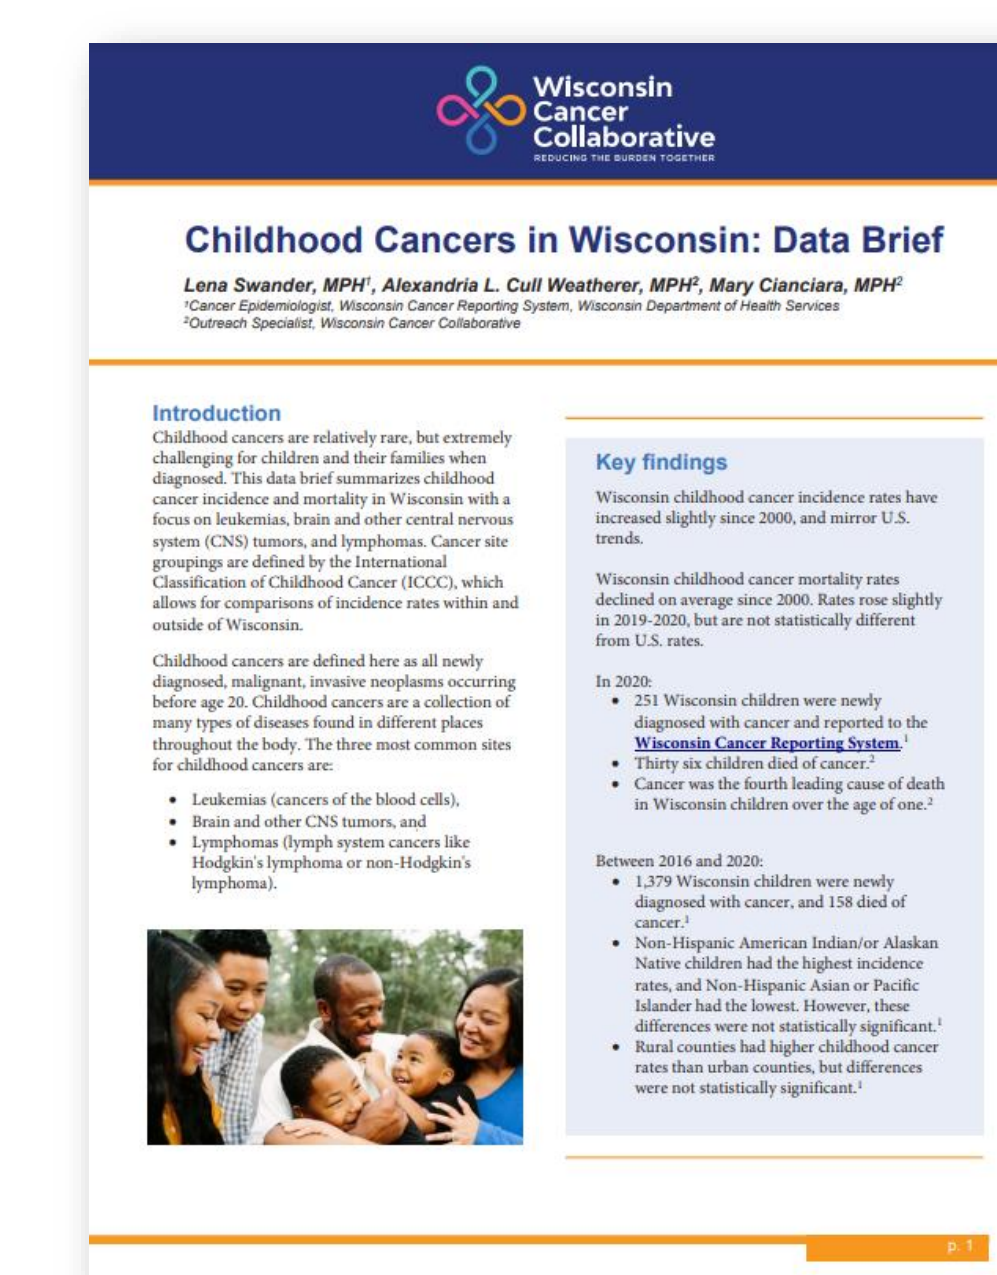 Wisconsin
Cancer
Collaborative
REDUCING THE BURDEN TOGETHER
Childhood Cancers in Wisconsin: Data Brief
Lena Swander, MPH¹, Alexandria L. Cull Weatherer, MPH², Mary Cianciara, MPH²
¹Cancer Epidemiologist, Wisconsin Cancer Reporting System, Wisconsin Department of Health Services
²Outreach Specialist, Wisconsin Cancer Collaborative
Introduction
Childhood cancers are relatively rare, but extremely
challenging for children and their families when
diagnosed. This data brief summarizes childhood
cancer incidence and mortality in Wisconsin with a
focus on leukemias, brain and other central nervous
system (CNS) tumors, and lymphomas. Cancer site
groupings are defined by the International
Classification of Childhood Cancer (ICCC), which
allows for comparisons of incidence rates within and
outside of Wisconsin.
Childhood cancers are defined here as all newly
diagnosed, malignant, invasive neoplasms occurring
before age 20. Childhood cancers are a collection of
many types of diseases found in different places
throughout the body. The three most common sites
for childhood cancers are:
• Leukemias (cancers of the blood cells),
• Brain and other CNS tumors, and
• Lymphomas (lymph system cancers like
Hodgkin's lymphoma or non-Hodgkin's
lymphoma).
Key findings
Wisconsin childhood cancer incidence rates have
increased slightly since 2000, and mirror U.S.
trends.
Wisconsin childhood cancer mortality rates
declined on average since 2000. Rates rose slightly
in 2019-2020, but are not statistically different
from U.S. rates.
In 2020:
• 251 Wisconsin children were newly
diagnosed with cancer and reported to the
Wisconsin Cancer Reporting System.¹
• Thirty six children died of cancer.²
• Cancer was the fourth leading cause of death
in Wisconsin children over the age of one.²
Between 2016 and 2020:
• 1,379 Wisconsin children were newly
diagnosed with cancer, and 158 died of
cancer.¹
• Non-Hispanic American Indian/or Alaskan
Native children had the highest incidence
rates, and Non-Hispanic Asian or Pacific
Islander had the lowest. However, these
differences were not statistically significant.¹
• Rural counties had higher childhood cancer
rates than urban counties, but differences
were not statistically significant.¹
p. 1